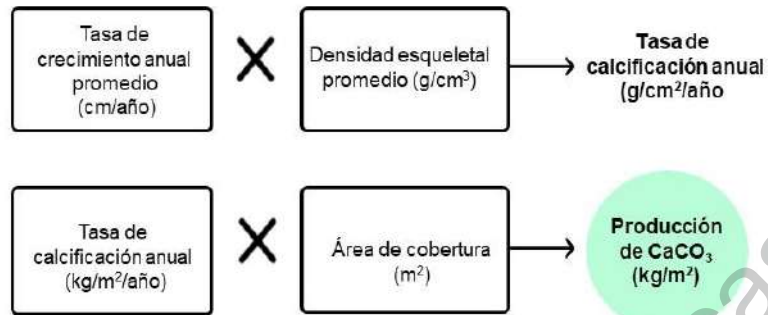 Tasa de
crecimiento anual
promedio
(cm/año)
X
Densidad esqueletal
promedio (g/cm³)
Tasa de
calcificación anual
(g/cm²/año
Tasa de
calcificación anual
(kg/m²/año)
X
Área de cobertura
(m²)
Producción
de CaCO₃
(kg/m²)